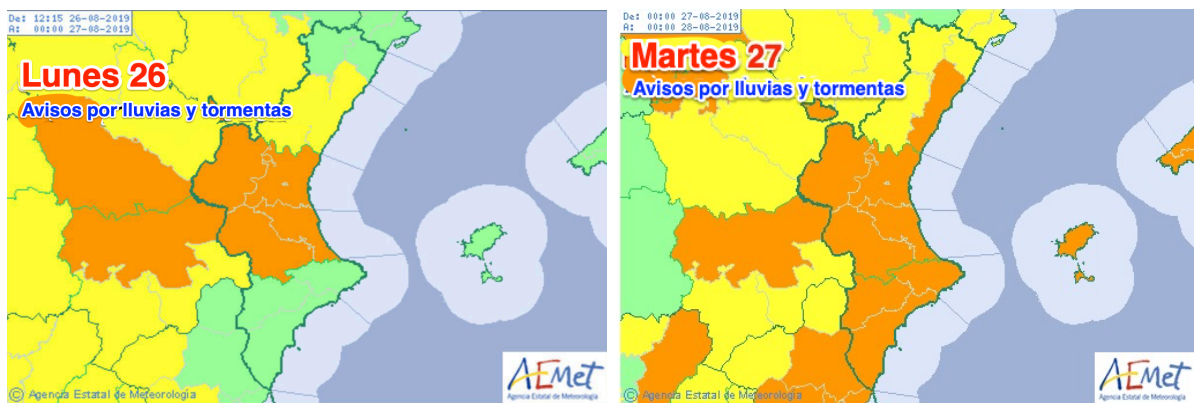 De: 12:15 26-08-2019
A: 00:00 27-08-2019
Lunes 26
Avisos por lluvias y tormentas
AEMet
Agencia Estatal de Meteorología
© Agencia Estatal de Meteorología
De: 00:00 27-08-2019
A: 00:00 28-08-2019
Martes 27
Avisos por lluvias y tormentas
AEMet
Agencia Estatal de Meteorología
© Agencia Estatal de Meteorología